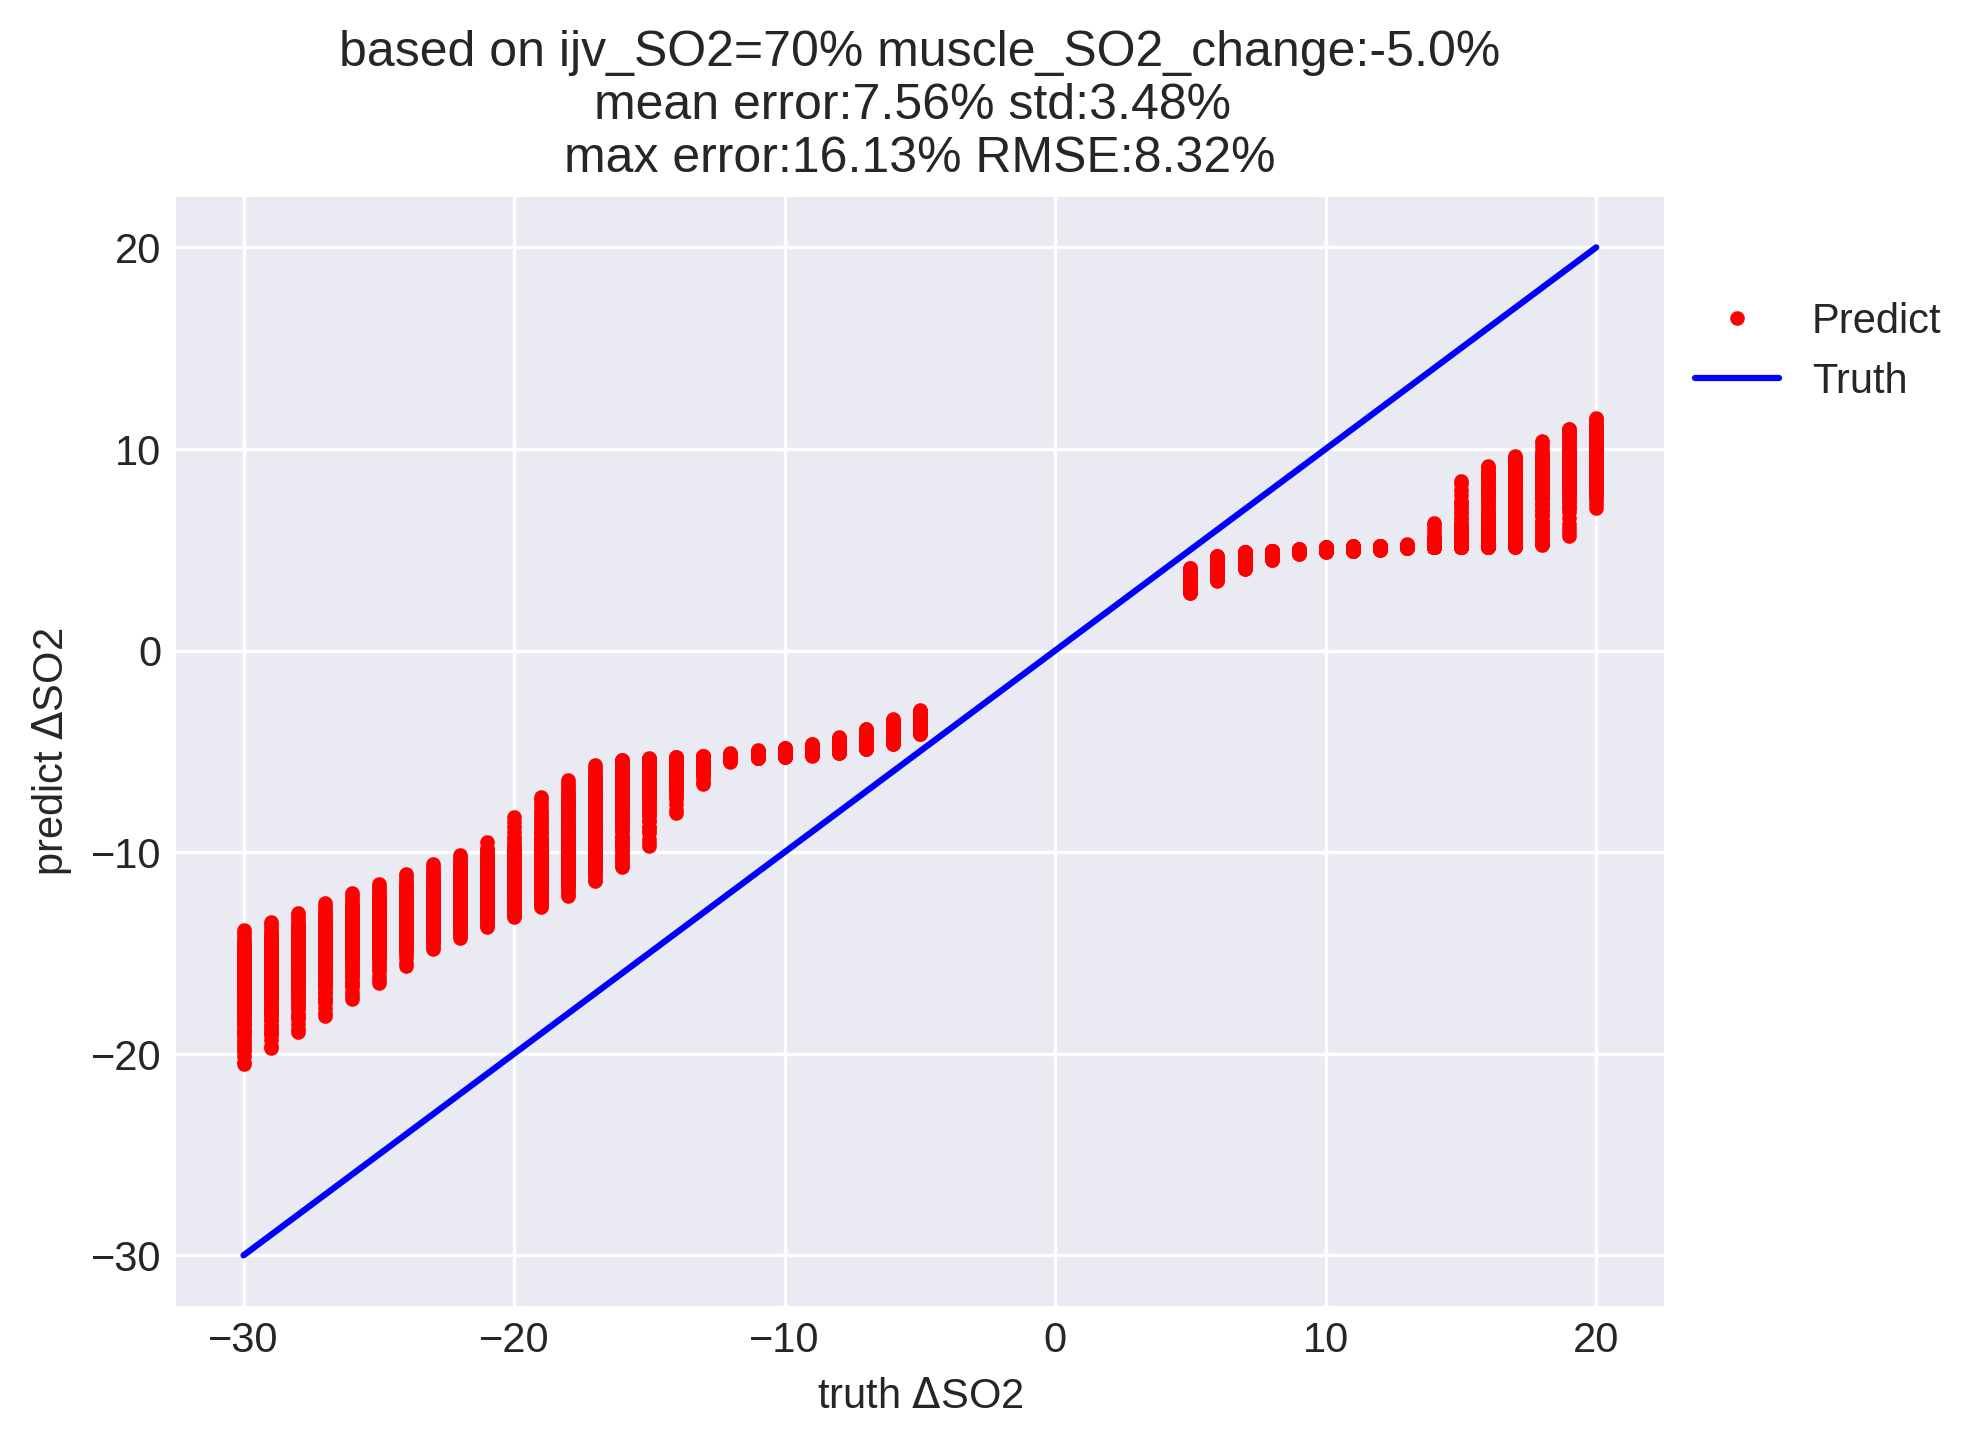 based on ijv_SO2=70% muscle_SO2_change:-5.0%
mean error:7.56% std:3.48%
max error:16.13% RMSE:8.32%
20
10
0
−10
−20
−30
predict ΔSO2
−30
−20
−10
0
10
20
truth ΔSO2
Predict
Truth